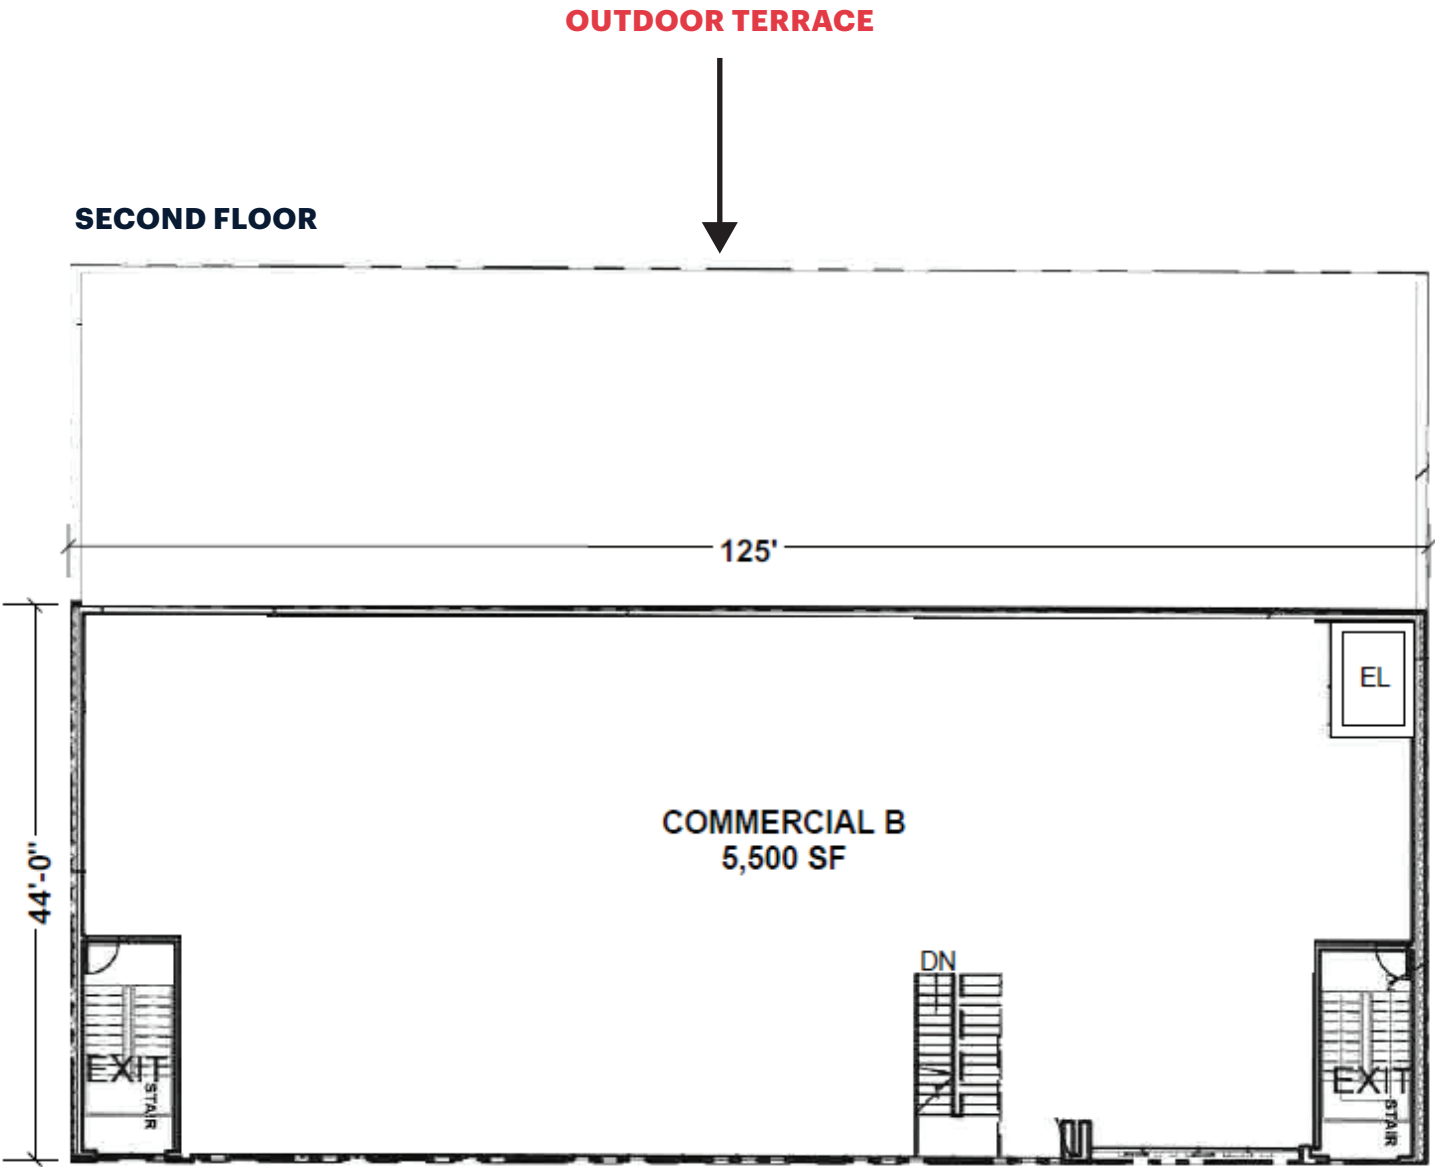 OUTDOOR TERRACE
SECOND FLOOR
125'
EL
COMMERCIAL B
5,500 SF
44'-0"
DN
EXIT
STAIR
EXIT
STAIR